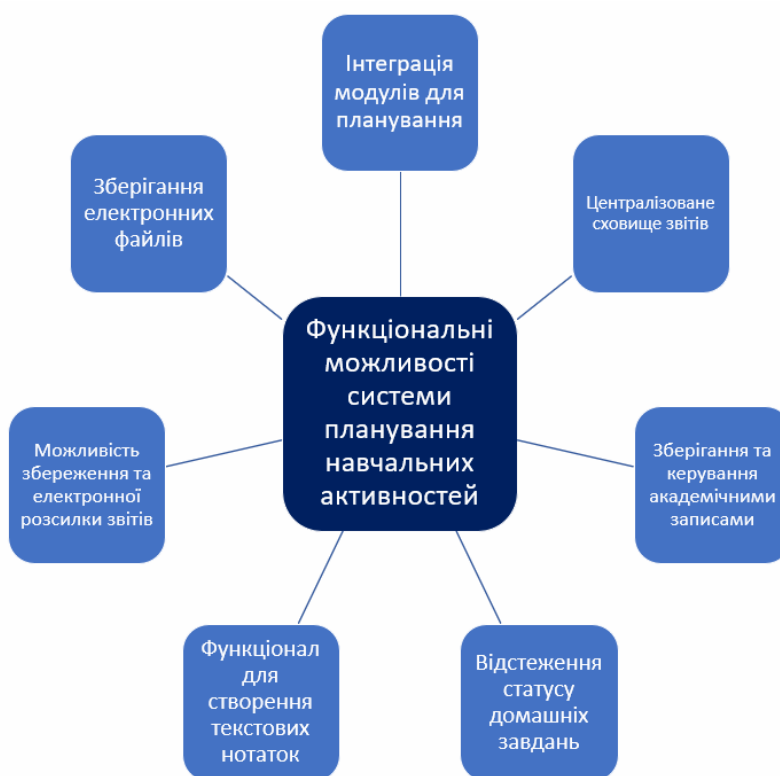 Інтеграція
модулів для
планування
Зберігання
електронних
файлів
Централізоване
сховище звітів
Функціональні
можливості
системи
планування
навчальних
активностей
Можливість
збереження та
електронної
розсилки звітів
Зберігання та
керування
академічними
записами
Функціонал
для
створення
текстових
нотаток
Відстеження
статусу
домашніх
завдань